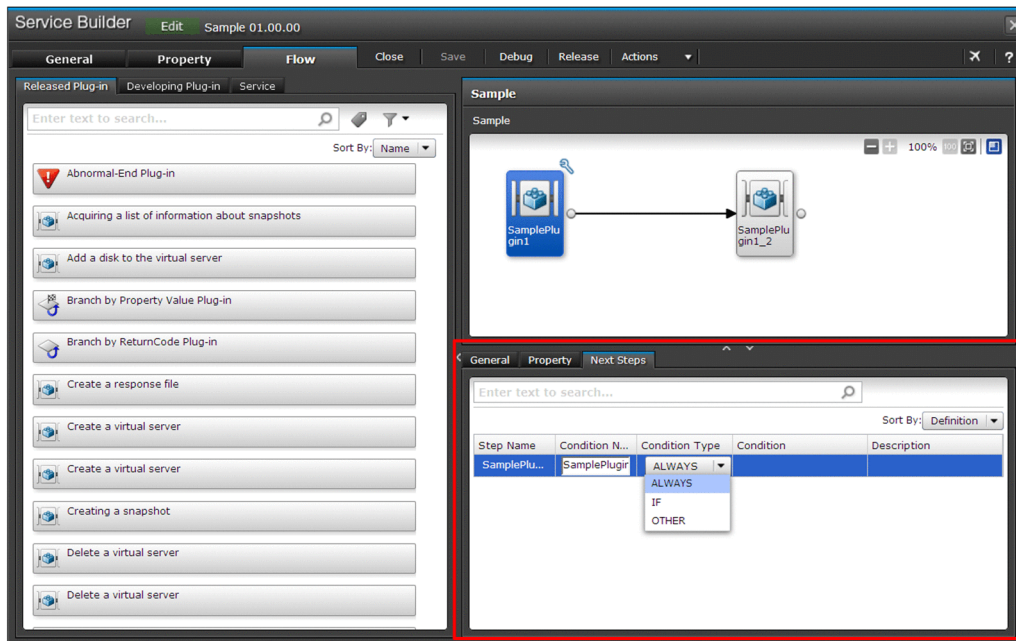 Service Builder Edit Sample 01.00.00
General Property Flow Close Save Debug Release Actions ?
Released Plug-in Developing Plug-in Service
Enter text to search...
Sort By: Name
Abnormal-End Plug-in
Acquiring a list of information about snapshots
Add a disk to the virtual server
Branch by Property Value Plug-in
Branch by ReturnCode Plug-in
Create a response file
Create a virtual server
Create a virtual server
Creating a snapshot
Delete a virtual server
Delete a virtual server
Sample
Sample
100% 100
SamplePlu
gin1
SamplePlu
gin1_2
General Property Next Steps
Enter text to search...
Sort By: Definition
Step Name Condition N... Condition Type Condition Description
SamplePlu... SamplePlugir ALWAYS
ALWAYS
IF
OTHER